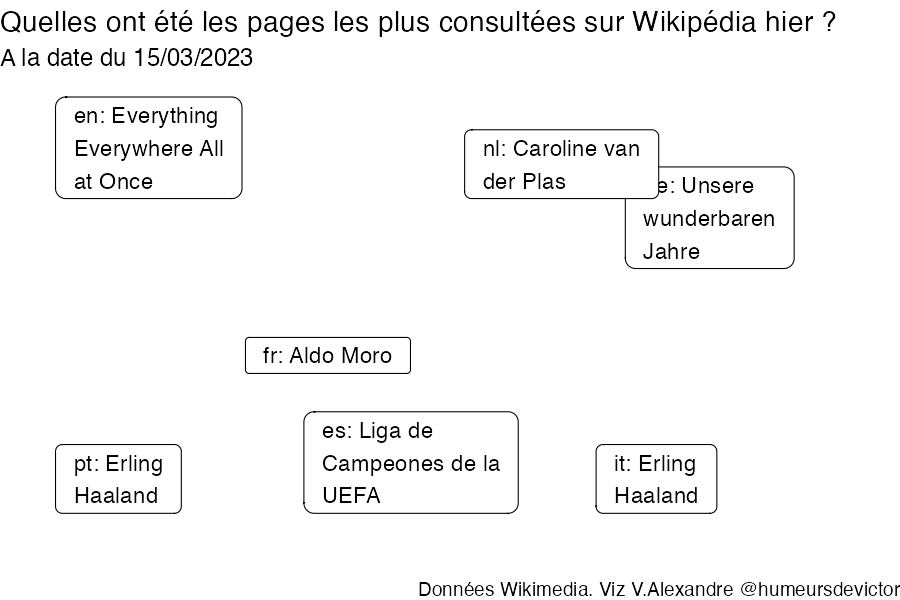 Quelles ont été les pages les plus consultées sur Wikipédia hier ?
A la date du 15/03/2023
en: Everything
Everywhere All
at Once
nl: Caroline van
der Plas
e: Unsere
wunderbaren
Jahre
fr: Aldo Moro
es: Liga de
Campeones de la
UEFA
pt: Erling
Haaland
it: Erling
Haaland
Données Wikimedia. Viz V.Alexandre @humeursdevictor